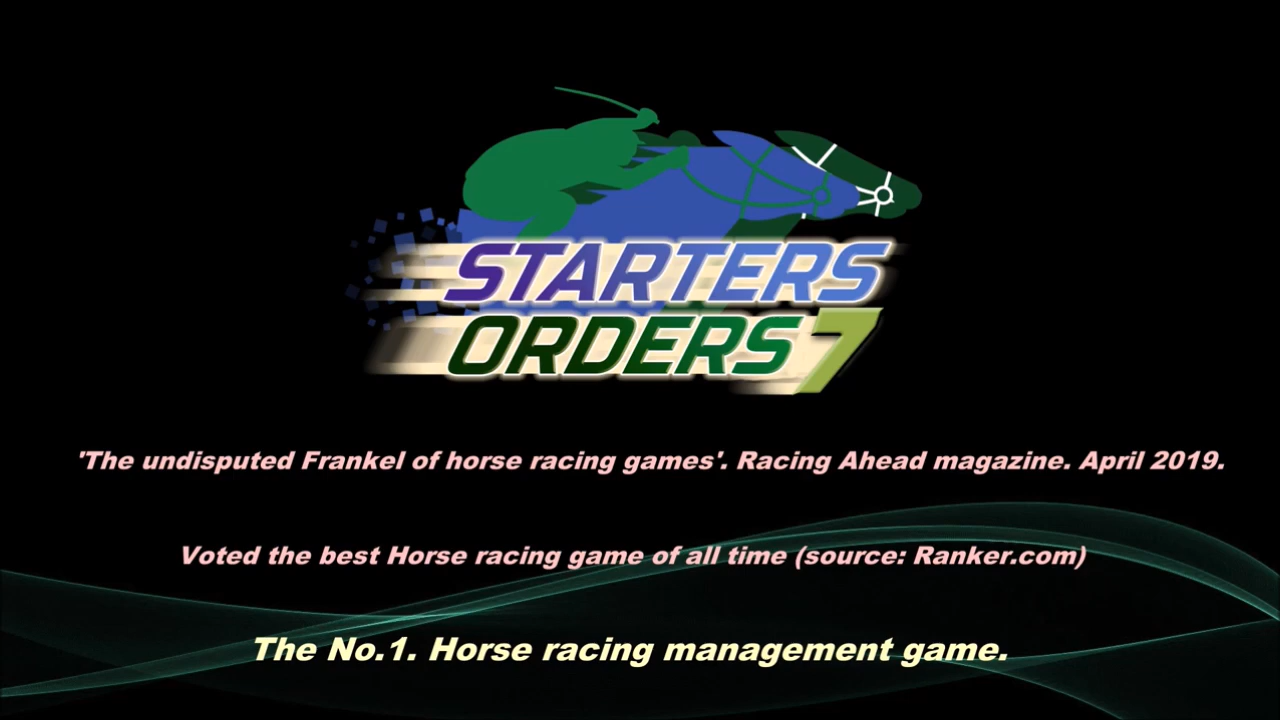 STARTERS
ORDERS 7
'The undisputed Frankel of horse racing games'. Racing Ahead magazine. April 2019.
Voted the best Horse racing game of all time (source: Ranker.com)
The No.1. Horse racing management game.